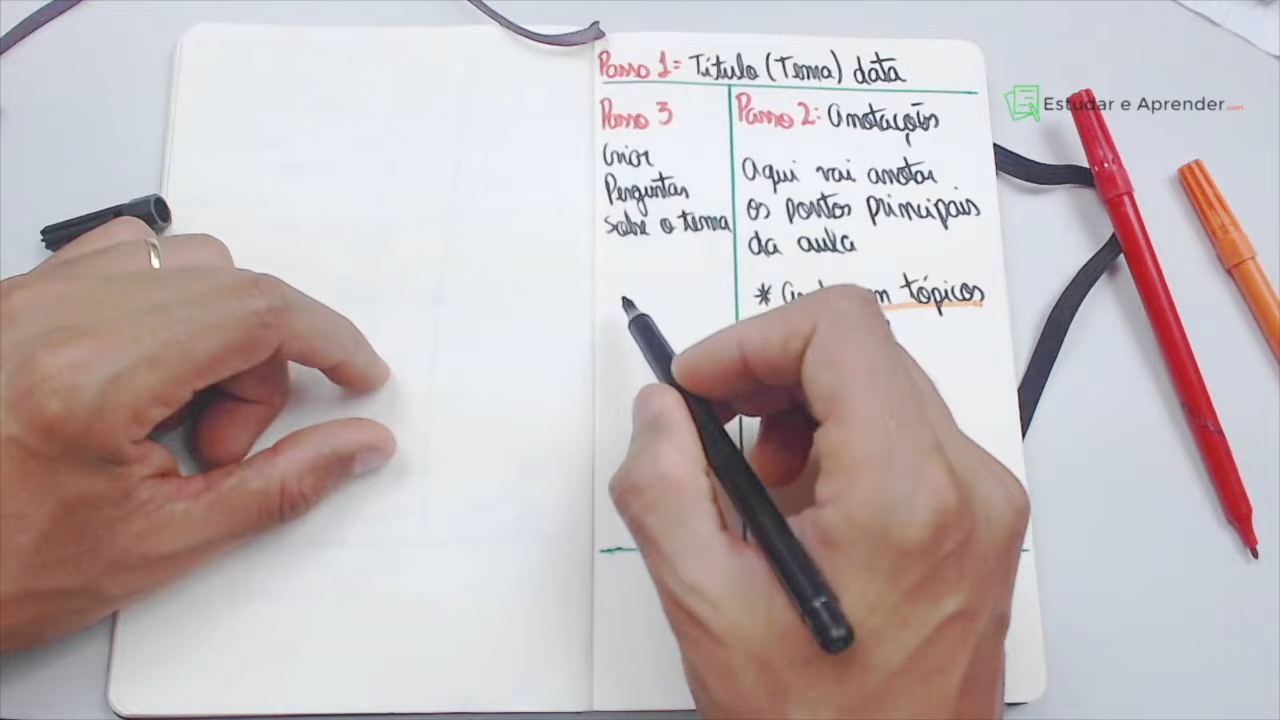 Passo 1: Título (Tema) data
Passo 3
Criar
Perguntas
sobre o tema
Passo 2: Anotações
Aqui vai anotar
os pontos principais
da aula
* tópicos
Estudar e Aprender.com